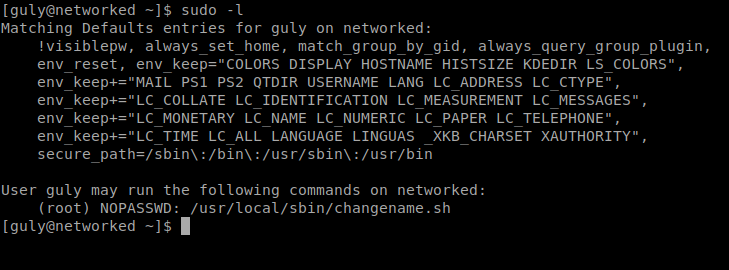 [guly@networked ~]$ sudo -l
Matching Defaults entries for guly on networked:
    !visiblepw, always_set_home, match_group_by_gid, always_query_group_plugin,
    env_reset, env_keep="COLORS DISPLAY HOSTNAME HISTSIZE KDEDIR LS_COLORS",
    env_keep+="MAIL PS1 PS2 QTDIR USERNAME LANG LC_ADDRESS LC_CTYPE",
    env_keep+="LC_COLLATE LC_IDENTIFICATION LC_MEASUREMENT LC_MESSAGES",
    env_keep+="LC_MONETARY LC_NAME LC_NUMERIC LC_PAPER LC_TELEPHONE",
    env_keep+="LC_TIME LC_ALL LANGUAGE LINGUAS _XKB_CHARSET XAUTHORITY",
    secure_path=/sbin\:/bin\:/usr/sbin\:/usr/bin

User guly may run the following commands on networked:
    (root) NOPASSWD: /usr/local/sbin/changename.sh
[guly@networked ~]$